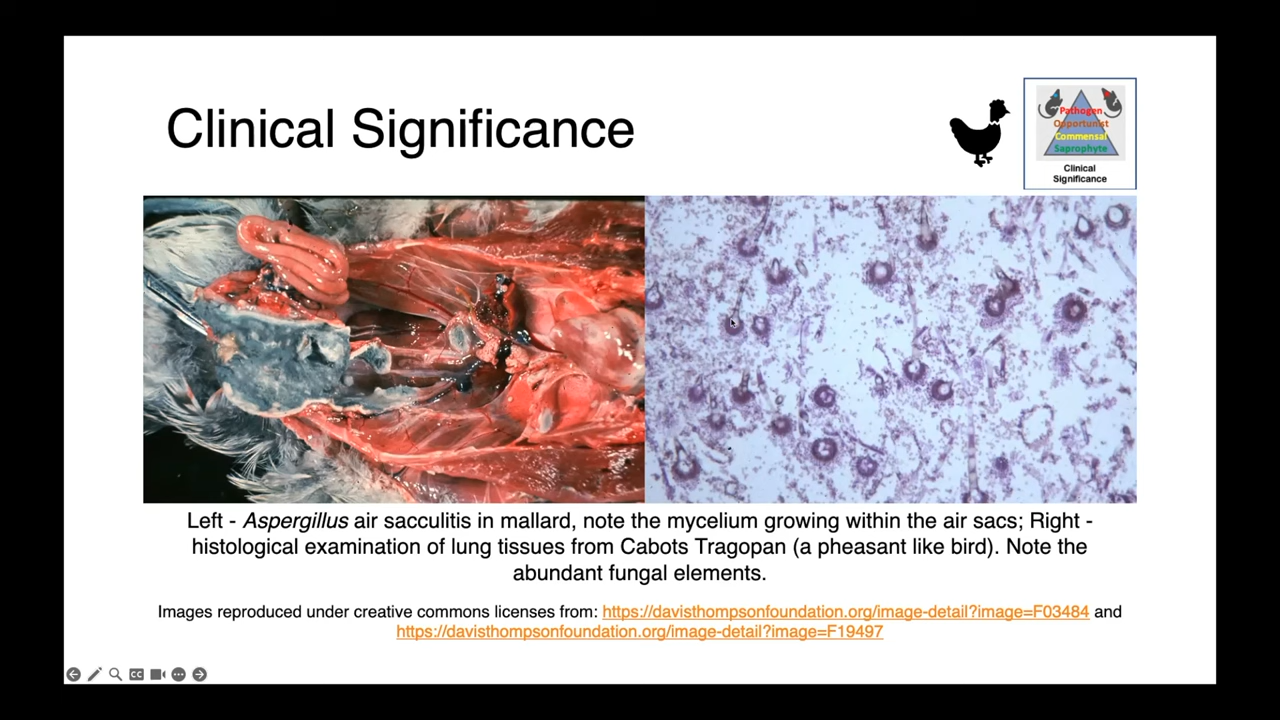 Clinical Significance
Pathogen
Opportunist
Commensal
Saprophyte
Clinical
Significance
Left - Aspergillus air sacculitis in mallard, note the mycelium growing within the air sacs; Right -
histological examination of lung tissues from Cabots Tragopan (a pheasant like bird). Note the
abundant fungal elements.
Images reproduced under creative commons licenses from: https://davisthompsonfoundation.org/image-detail?image=F03484 and
https://davisthompsonfoundation.org/image-detail?image=F19497
CC